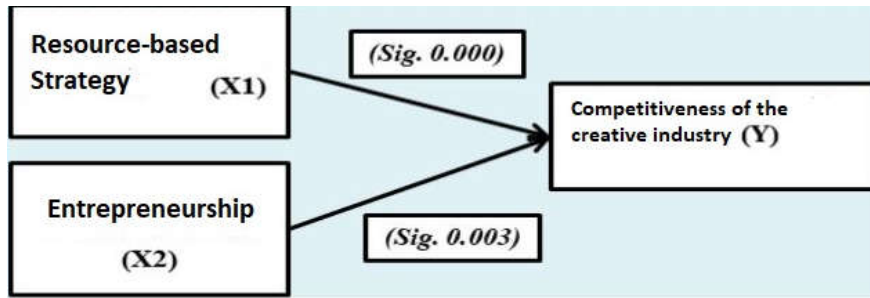 Resource-based
Strategy (X1)
(Sig. 0.000)
Competitiveness of the
creative industry (Y)
Entrepreneurship
(X2)
(Sig. 0.003)